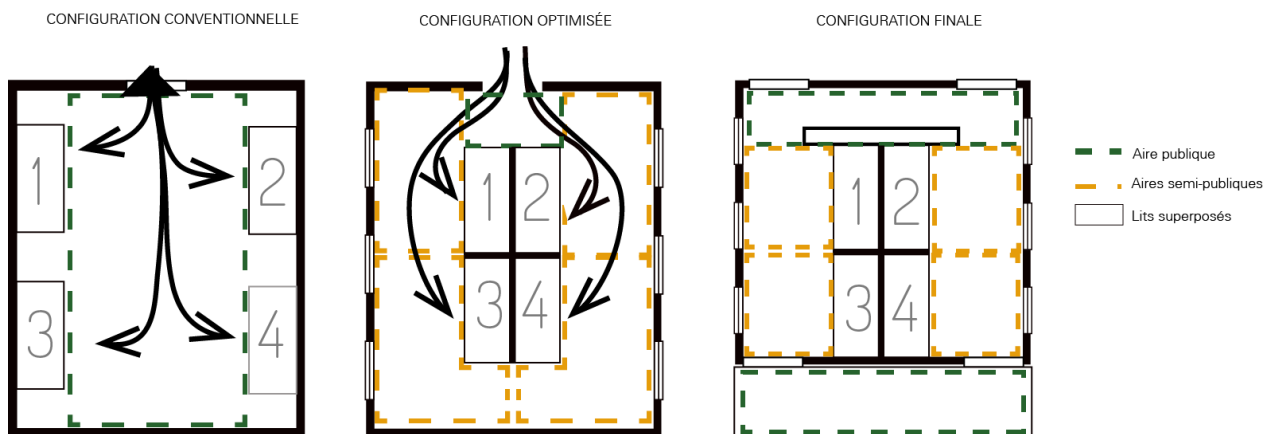 CONFIGURATION CONVENTIONNELLE
CONFIGURATION OPTIMISÉE
CONFIGURATION FINALE
1
2
3
4
1 2
3 4
1 2
3 4
Aire publique
Aires semi-publiques
Lits superposés